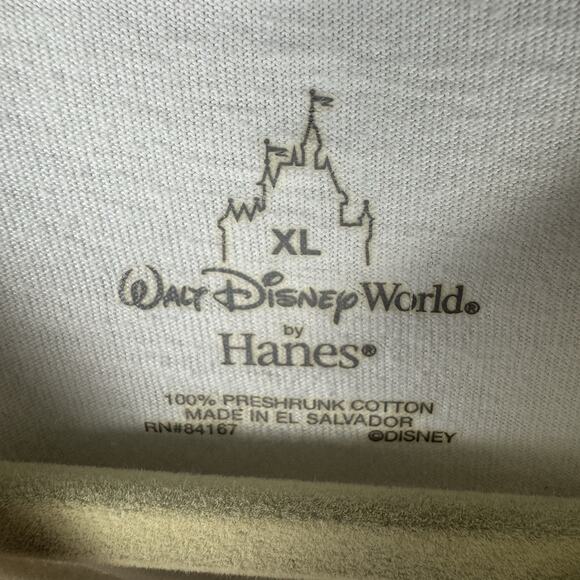 XL
Walt Disney World®
by
Hanes®
100% PRESHRUNK COTTON
MADE IN EL SALVADOR
RN#84167 ©DISNEY